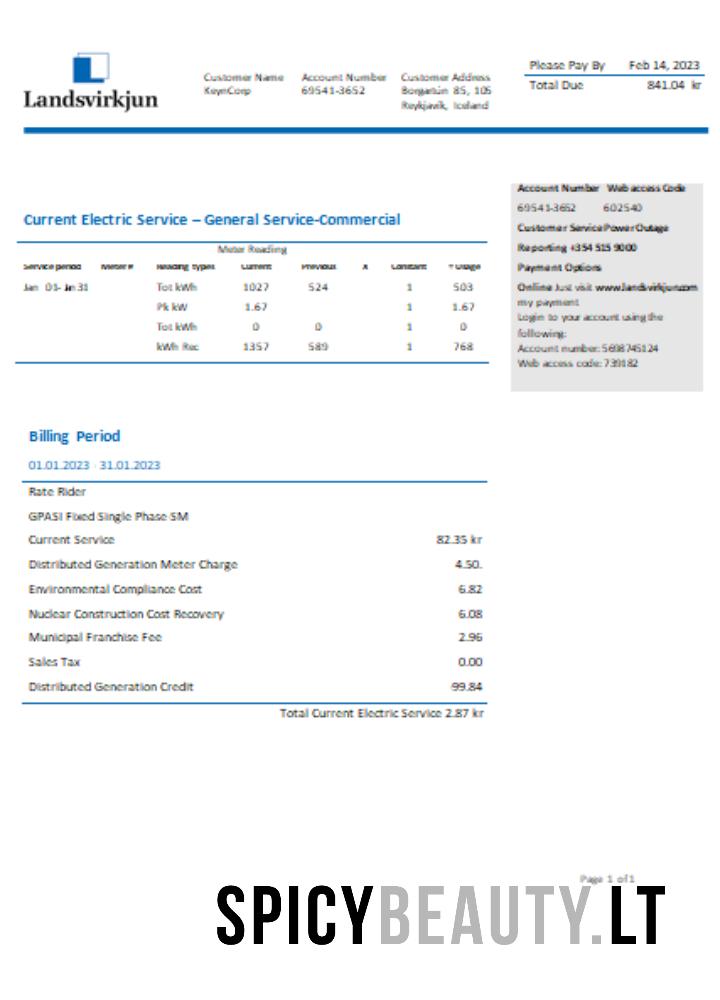 Landsvirkjun
Customer Name Account Number Customer Address
KeynCorp 69541-3652 Borgartún 85, 105
Reykjavík, Iceland
Please Pay By Feb 14, 2023
Total Due 841.04 kr
Account Number Web access Code
69541-3652 602540
Customer Service Power Outage
Reporting +354 515 9000
Payment Options
Online Just visit www.landsvirkjun.com
my payment
Login to your account using the
folllowing:
Account number: 5698745124
Web access code: 739182
Current Electric Service – General Service-Commercial
Meter Reading
Service period Meter # Reading types Current Previous X Constant = Usage
Jan 01- Jan 31 Tot kWh 1027 524 1 503
Pk kW 1.67 1 1.67
Tot kWh 0 0 1 0
kWh Rec 1357 589 1 768
Billing Period
01.01.2023 - 31.01.2023
Rate Rider
GPASI Fixed Single Phase SM
Current Service 82.35 kr
Distributed Generation Meter Charge 4.50.
Environmental Compliance Cost 6.82
Nuclear Construction Cost Recovery 6.08
Municipal Franchise Fee 2.96
Sales Tax 0.00
Distributed Generation Credit -99.84
Total Current Electric Service 2.87 kr
Page 1 of 1
SPICYBEAUTY.LT